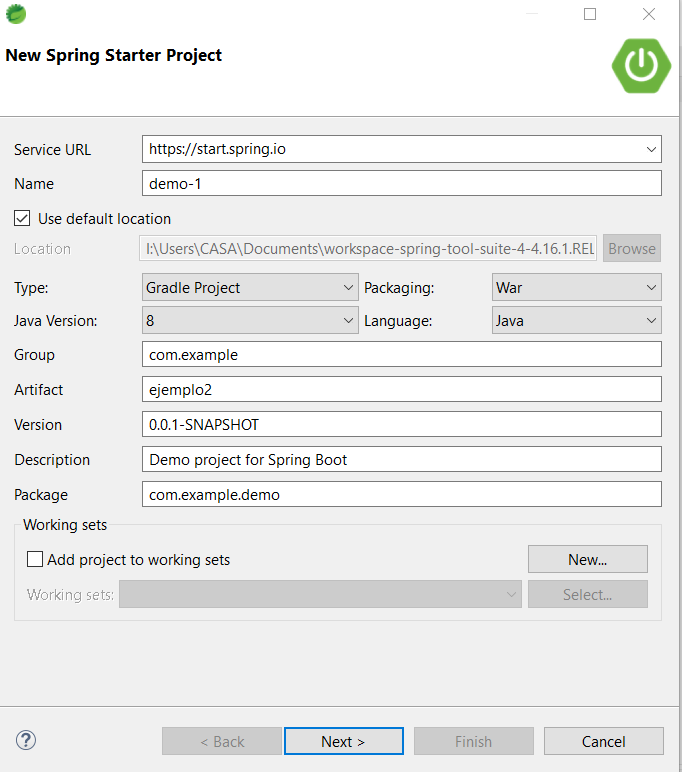 New Spring Starter Project
Service URL https://start.spring.io
Name demo-1
Use default location
Location I:\Users\CASA\Documents\workspace-spring-tool-suite-4-4.16.1.REL Browse
Type: Gradle Project Packaging: War
Java Version: 8 Language: Java
Group com.example
Artifact ejemplo2
Version 0.0.1-SNAPSHOT
Description Demo project for Spring Boot
Package com.example.demo
Working sets
Add project to working sets New...
Working sets: Select...
? < Back Next > Finish Cancel